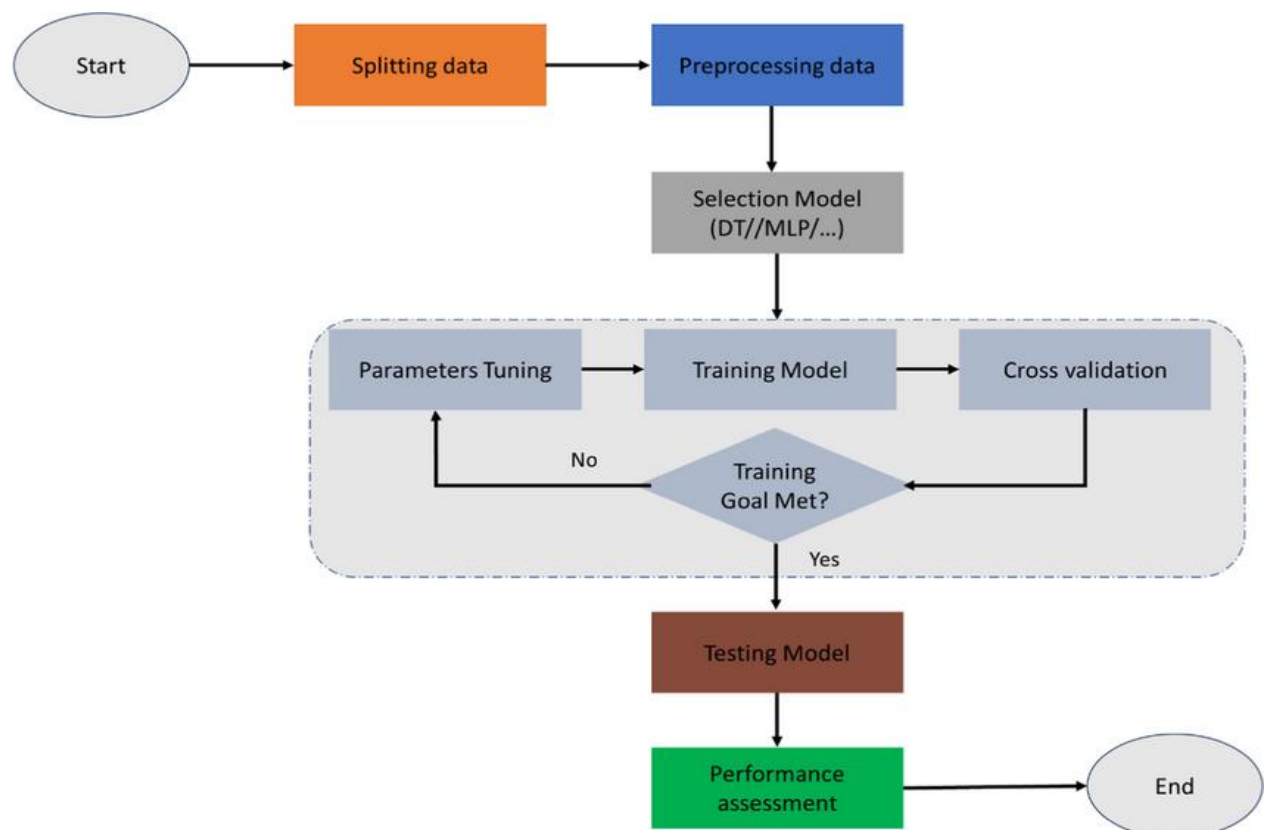 Start
Splitting data
Preprocessing data
Selection Model
(DT//MLP/...)
Parameters Tuning
Training Model
Cross validation
No
Training
Goal Met?
Yes
Testing Model
Performance
assessment
End